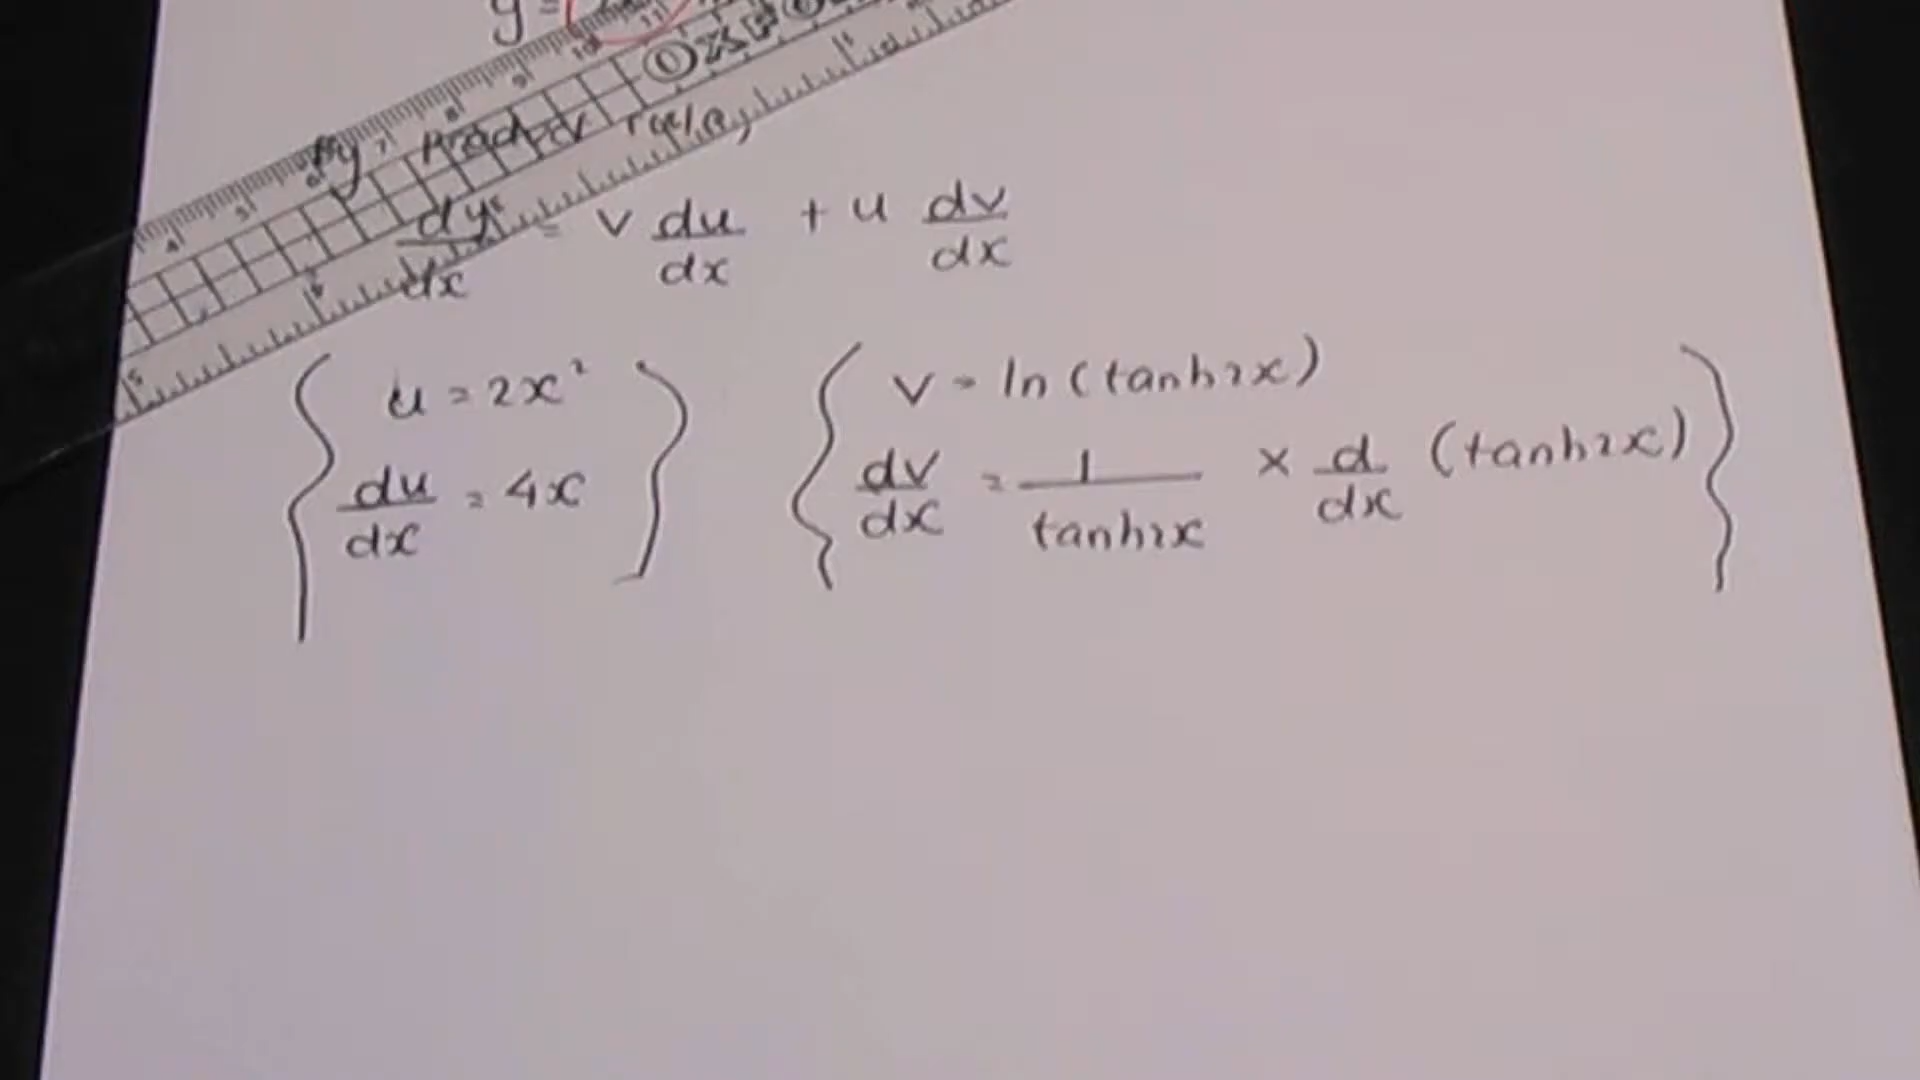 y =
By Product rule,
dy/dx = v du/dx + u dv/dx
u = 2x²
du/dx = 4x
v = ln(tanh2x)
dv/dx = 1/tanh2x × d/dx (tanh2x)